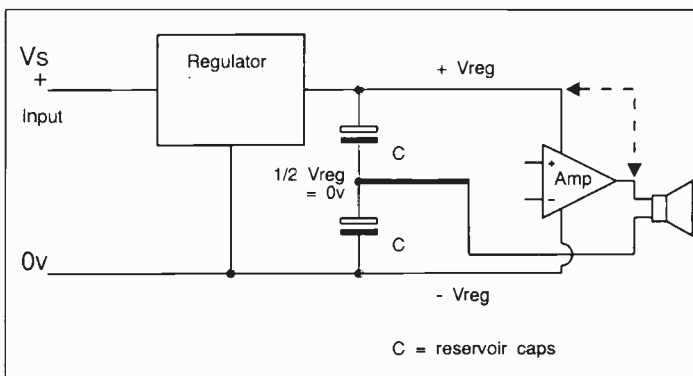 Vs
+
Input
Regulator
+ Vreg
C
1/2 Vreg
= 0v
+
Amp
-
C
0v
- Vreg
C = reservoir caps